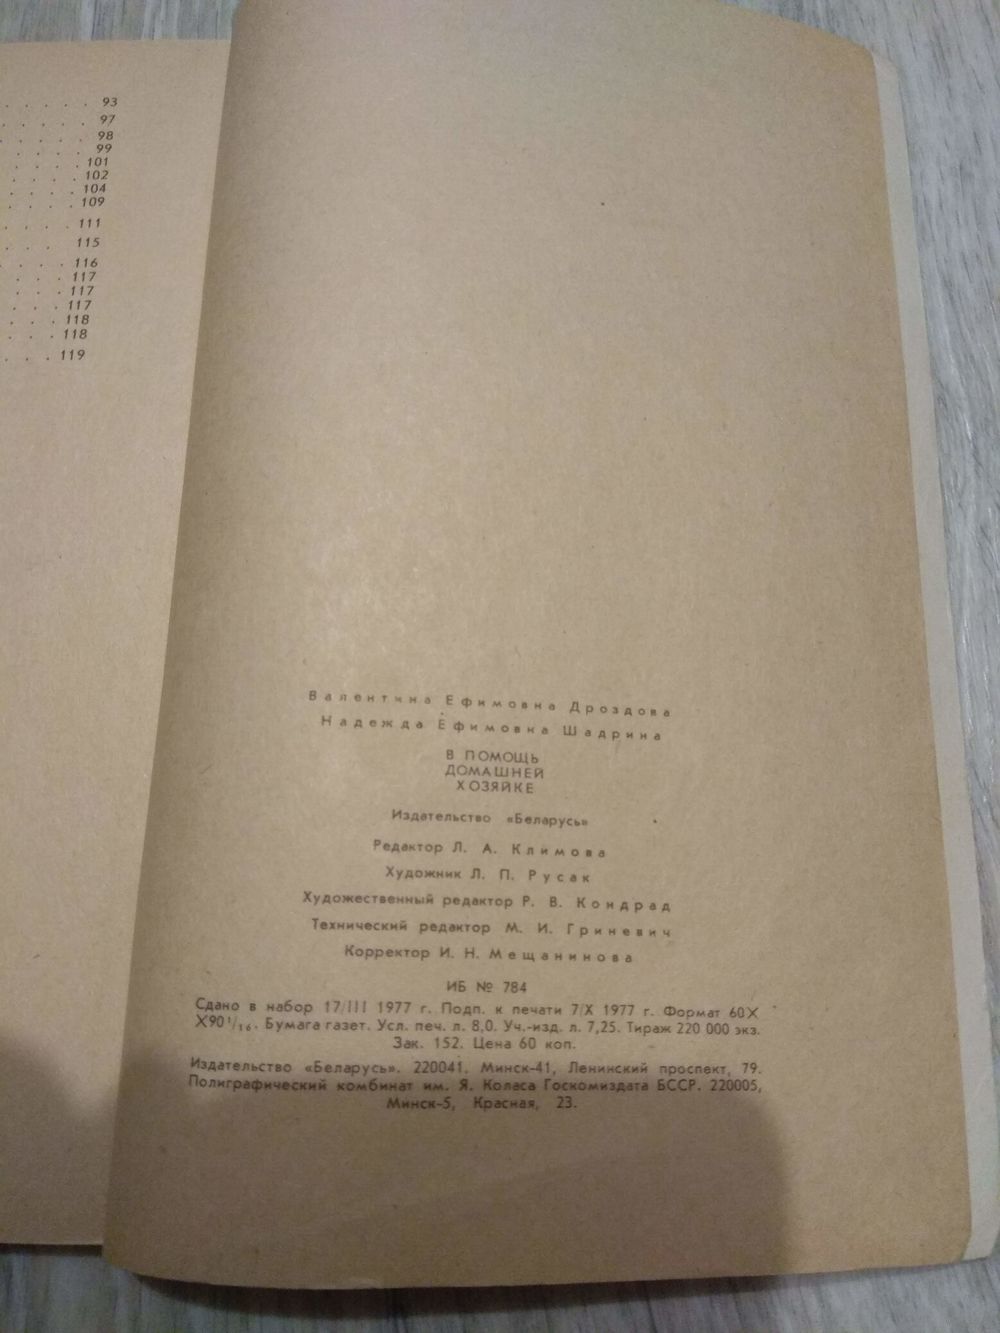 . . . . . 93
. . . . . . 97
. . . . . . 98
. . . . . . 99
. . . . . . 101
. . . . . . 102
. . . . . . 104
. . . . . . 109
. . . . . 111
. . . . 115
. . . . . 116
. . . . . 117
. . . . . 117
. . . . . 117
. . . . . 118
. . . . . 118
. . . . 119
Валентина Ефимовна Дроздова
Надежда Ефимовна Шадрина
В ПОМОЩЬ
ДОМАШНЕЙ
ХОЗЯЙКЕ
Издательство «Беларусь»
Редактор Л. А. Климова
Художник Л. П. Русак
Художественный редактор Р. В. Кондрад
Технический редактор М. И. Гриневич
Корректор И. Н. Мещанинова
ИБ № 784
Сдано в набор 17/III 1977 г. Подп. к печати 7/X 1977 г. Формат 60X
X90¹/₁₆. Бумага газет. Усл. печ. л. 8,0. Уч.-изд. л. 7,25. Тираж 220 000 экз.
Зак. 152. Цена 60 коп.
Издательство «Беларусь». 220041. Минск-41, Ленинский проспект, 79.
Полиграфический комбинат им. Я. Коласа Госкомиздата БССР. 220005,
Минск-5, Красная, 23.